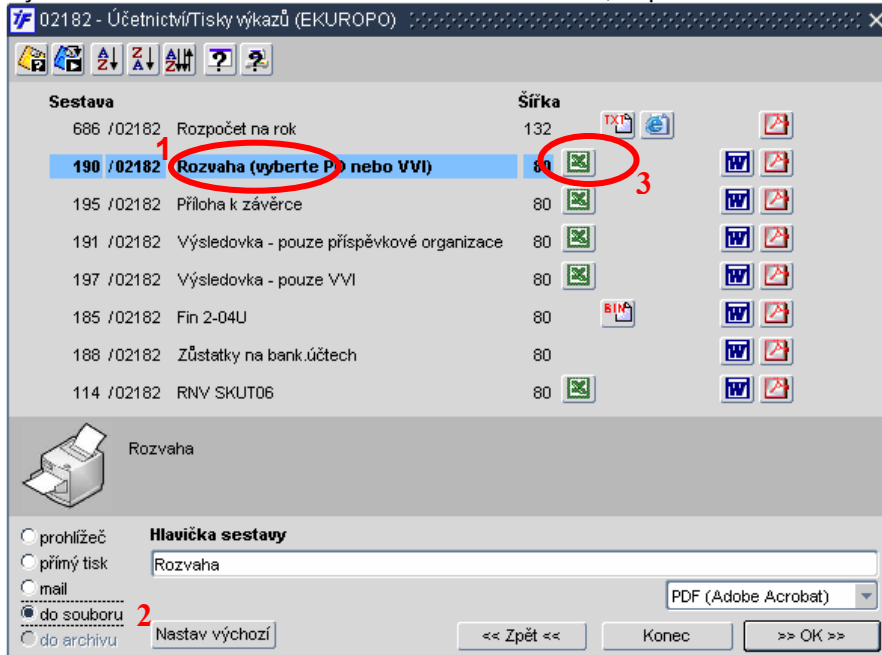 02182 - Účetnictví/Tisky výkazů (EKUROPO)
Sestava Šířka
686 /02182 Rozpočet na rok 132 TXT
1
190 /02182 Rozvaha (vyberte PO nebo VVI) 80
3
195 /02182 Příloha k závěrce 80
191 /02182 Výsledovka - pouze příspěvkové organizace 80
197 /02182 Výsledovka - pouze VVI 80
185 /02182 Fin 2-04U 80 BIN
188 /02182 Zůstatky na bank.účtech 80
114 /02182 RNV SKUT06 80
Rozvaha
prohlížeč Hlavička sestavy
přímý tisk Rozvaha
mail PDF (Adobe Acrobat)
do souboru 2
do archivu Nastav výchozí << Zpět << Konec >> OK >>